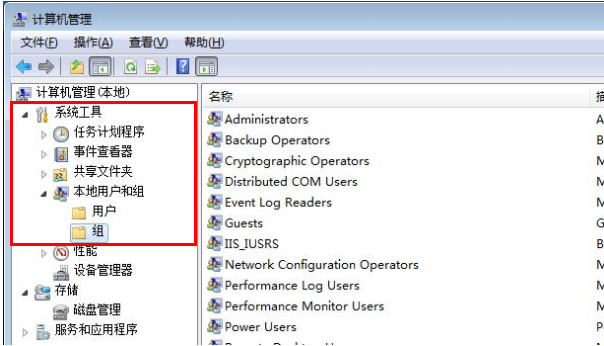 计算机管理
文件(F) 操作(A) 查看(V) 帮助(H)
计算机管理(本地)
系统工具
任务计划程序
事件查看器
共享文件夹
本地用户和组
用户
组
性能
设备管理器
存储
磁盘管理
服务和应用程序
名称
Administrators
Backup Operators
Cryptographic Operators
Distributed COM Users
Event Log Readers
Guests
IIS_IUSRS
Network Configuration Operators
Performance Log Users
Performance Monitor Users
Power Users
描
A
B
M
M
M
G
B
M
M
M
P